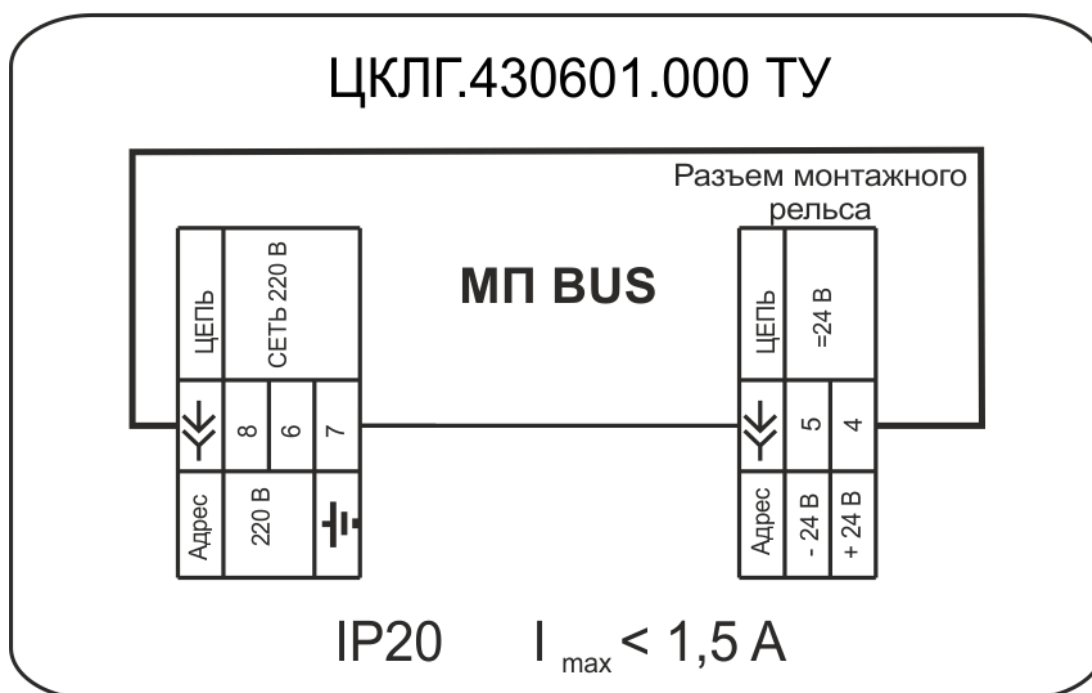 ЦКЛГ.430601.000 ТУ
Разъем монтажного
рельса
МП BUS
ЦЕПЬ
СЕТЬ 220 В
8
6
7
Адрес
220 В
ЦЕПЬ
=24 В
5
4
Адрес
- 24 В
+ 24 В
IP20 I max < 1,5 А